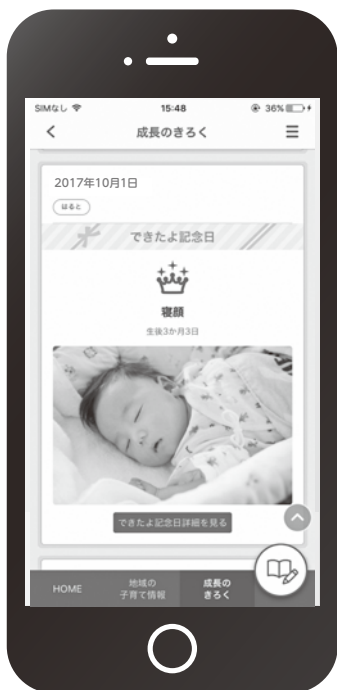 SIMなし 15:48 36%
成長のきろく
2017年10月1日
はると
できたよ記念日
寝顔
生後3か月3日
できたよ記念日詳細を見る
HOME
地域の
子育て情報
成長の
きろく